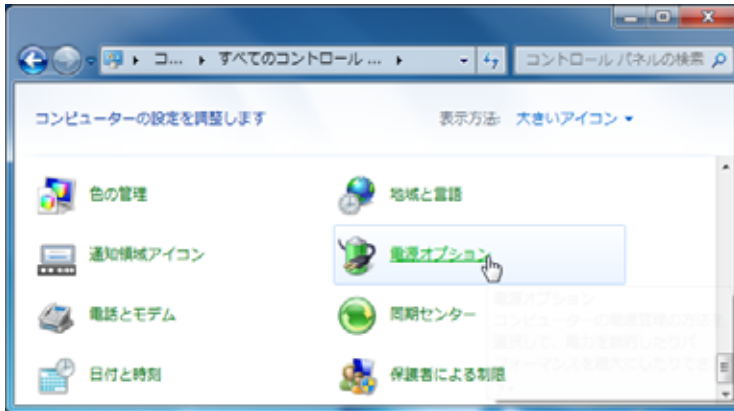 コ... すべてのコントロール ... コントロール パネルの検索
コンピューターの設定を調整します 表示方法: 大きいアイコン
色の管理 地域と言語
通知領域アイコン 電源オプション
電話とモデム 同期センター
日付と時刻 保護者による制限
電源オプション
コンピューターの電源管理の方法を
選択して、電力を節約したりパ
フォーマンスを最大にしたりできま
す。